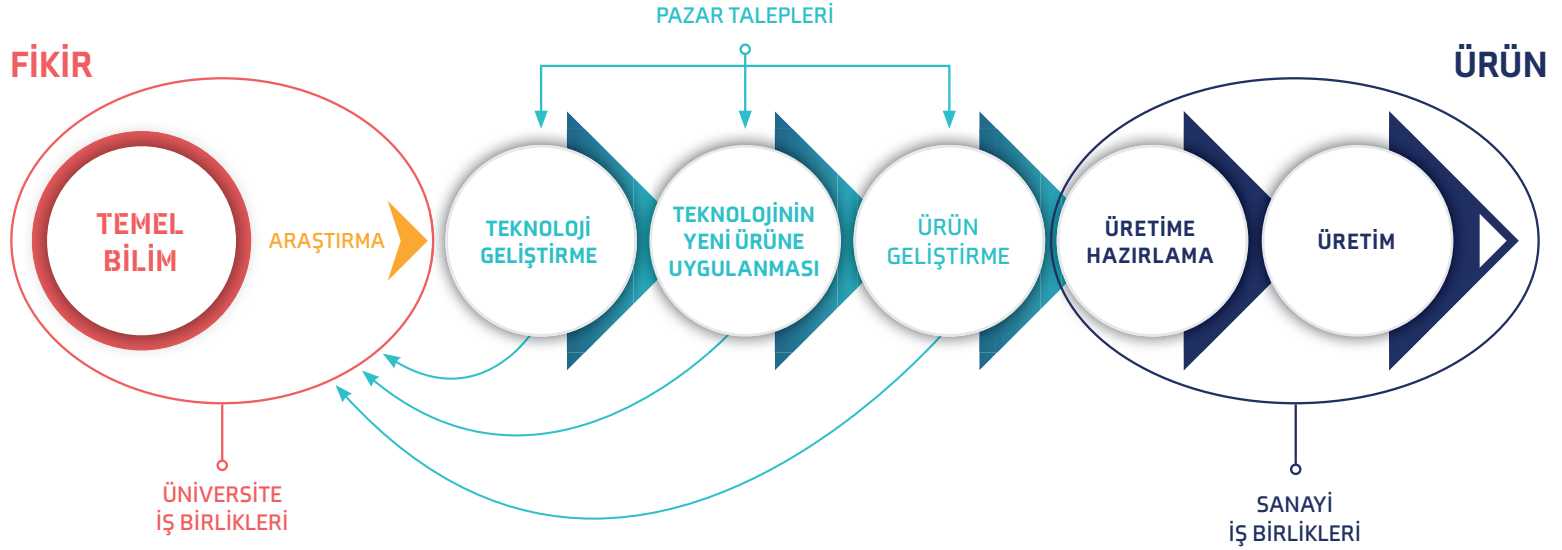 PAZAR TALEPLERİ
FİKİR
ÜRÜN
TEMEL
BİLİM
ARAŞTIRMA
TEKNOLOJİ
GELİŞTİRME
TEKNOLOJİNİN
YENİ ÜRÜNE
UYGULANMASI
ÜRÜN
GELİŞTİRME
ÜRETİME
HAZIRLAMA
ÜRETİM
ÜNİVERSİTE
İŞ BİRLİKLERİ
SANAYİ
İŞ BİRLİKLERİ